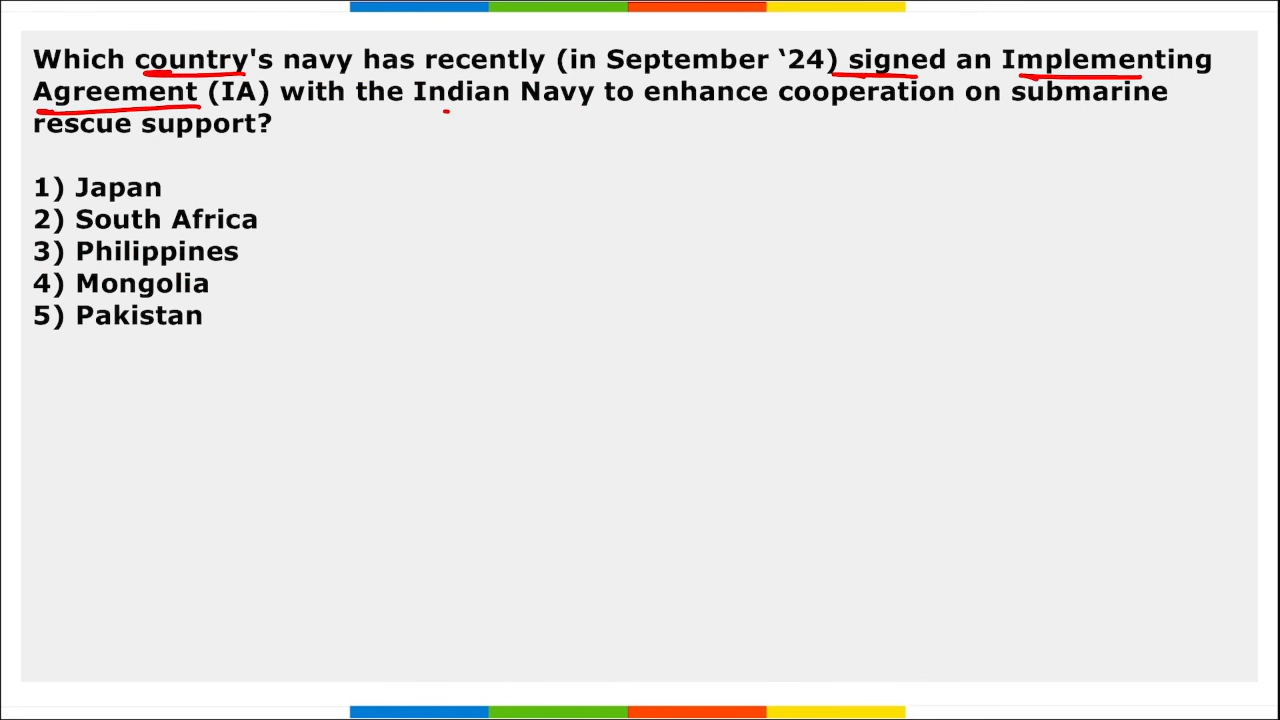 Which country's navy has recently (in September ‘24) signed an Implementing
Agreement (IA) with the Indian Navy to enhance cooperation on submarine
rescue support?
1) Japan
2) South Africa
3) Philippines
4) Mongolia
5) Pakistan